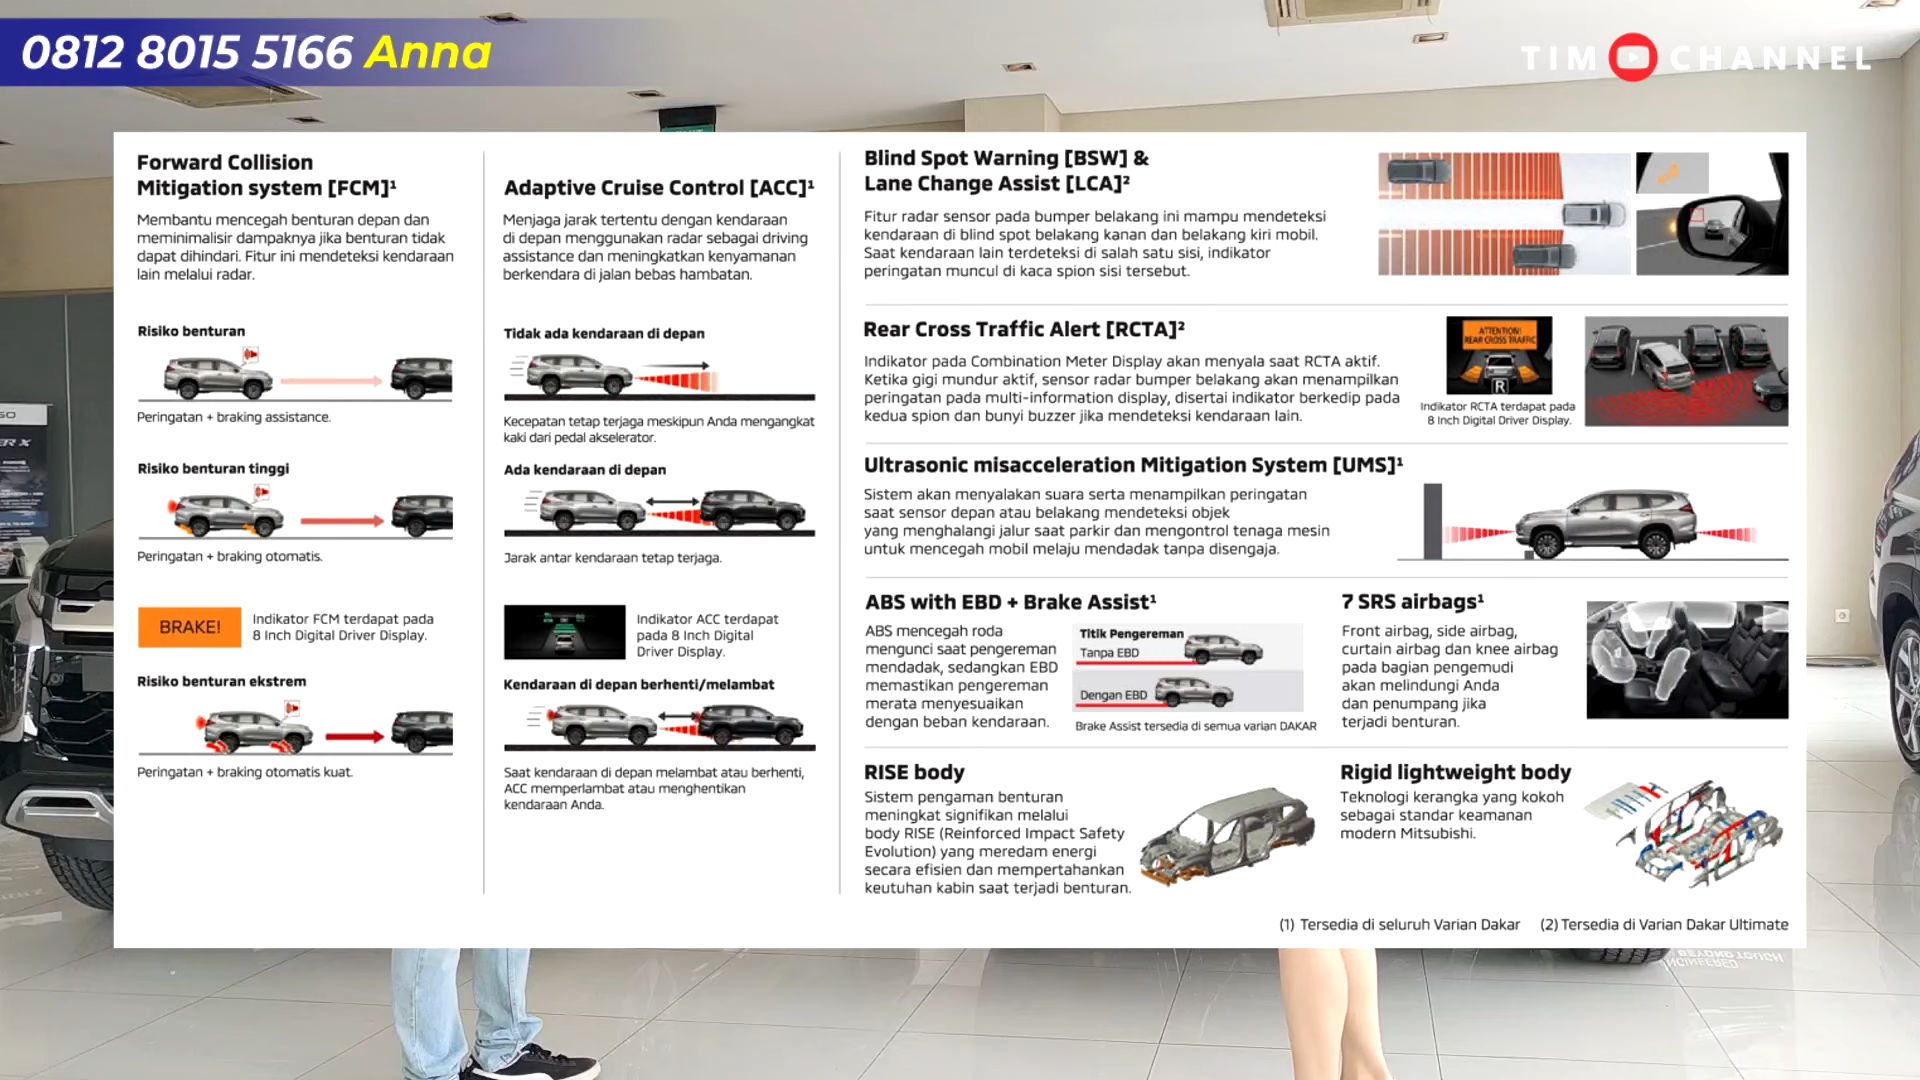 0812 8015 5166 Anna
TIM CHANNEL
Forward Collision
Mitigation system [FCM]¹
Membantu mencegah benturan depan dan
meminimalisir dampaknya jika benturan tidak
dapat dihindari. Fitur ini mendeteksi kendaraan
lain melalui radar.
Risiko benturan
Peringatan + braking assistance.
Risiko benturan tinggi
Peringatan + braking otomatis.
BRAKE!
Indikator FCM terdapat pada
8 Inch Digital Driver Display.
Risiko benturan ekstrem
Peringatan + braking otomatis kuat.
Adaptive Cruise Control [ACC]¹
Menjaga jarak tertentu dengan kendaraan
di depan menggunakan radar sebagai driving
assistance dan meningkatkan kenyamanan
berkendara di jalan bebas hambatan.
Tidak ada kendaraan di depan
Kecepatan tetap terjaga meskipun Anda mengangkat
kaki dari pedal akselerator.
Ada kendaraan di depan
Jarak antar kendaraan tetap terjaga.
Indikator ACC terdapat
pada 8 Inch Digital
Driver Display.
Kendaraan di depan berhenti/melambat
Saat kendaraan di depan melambat atau berhenti,
ACC memperlambat atau menghentikan
kendaraan Anda.
Blind Spot Warning [BSW] &
Lane Change Assist [LCA]²
Fitur radar sensor pada bumper belakang ini mampu mendeteksi
kendaraan di blind spot belakang kanan dan belakang kiri mobil.
Saat kendaraan lain terdeteksi di salah satu sisi, indikator
peringatan muncul di kaca spion sisi tersebut.
Rear Cross Traffic Alert [RCTA]²
Indikator pada Combination Meter Display akan menyala saat RCTA aktif.
Ketika gigi mundur aktif, sensor radar bumper belakang akan menampilkan
peringatan pada multi-information display, disertai indikator berkedip pada
kedua spion dan bunyi buzzer jika mendeteksi kendaraan lain.
ATTENTION!
REAR CROSS TRAFFIC
R
Indikator RCTA terdapat pada
8 Inch Digital Driver Display.
Ultrasonic misacceleration Mitigation System [UMS]¹
Sistem akan menyalakan suara serta menampilkan peringatan
saat sensor depan atau belakang mendeteksi objek
yang menghalangi jalur saat parkir dan mengontrol tenaga mesin
untuk mencegah mobil melaju mendadak tanpa disengaja.
ABS with EBD + Brake Assist¹
ABS mencegah roda
mengunci saat pengereman
mendadak, sedangkan EBD
memastikan pengereman
merata menyesuaikan
dengan beban kendaraan.
Titik Pengereman
Tanpa EBD
Dengan EBD
Brake Assist tersedia di semua varian DAKAR
7 SRS airbags¹
Front airbag, side airbag,
curtain airbag dan knee airbag
pada bagian pengemudi
akan melindungi Anda
dan penumpang jika
terjadi benturan.
RISE body
Sistem pengaman benturan
meningkat signifikan melalui
body RISE (Reinforced Impact Safety
Evolution) yang meredam energi
secara efisien dan mempertahankan
keutuhan kabin saat terjadi benturan.
Rigid lightweight body
Teknologi kerangka yang kokoh
sebagai standar keamanan
modern Mitsubishi.
(1) Tersedia di seluruh Varian Dakar
(2) Tersedia di Varian Dakar Ultimate